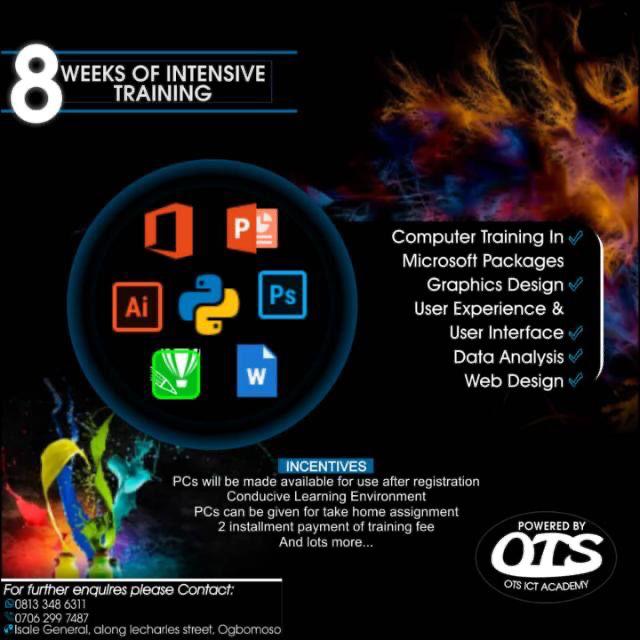 8 WEEKS OF INTENSIVE
TRAINING
P
Ai
Ps
W
Computer Training In
Microsoft Packages
Graphics Design
User Experience &
User Interface
Data Analysis
Web Design
INCENTIVES
PCs will be made available for use after registration
Conducive Learning Environment
PCs can be given for take home assignment
2 installment payment of training fee
And lots more...
POWERED BY
OTS
OTS ICT ACADEMY
For further enquires please Contact:
0813 348 6311
0706 299 7487
Isale General, along lecharles street, Ogbomoso